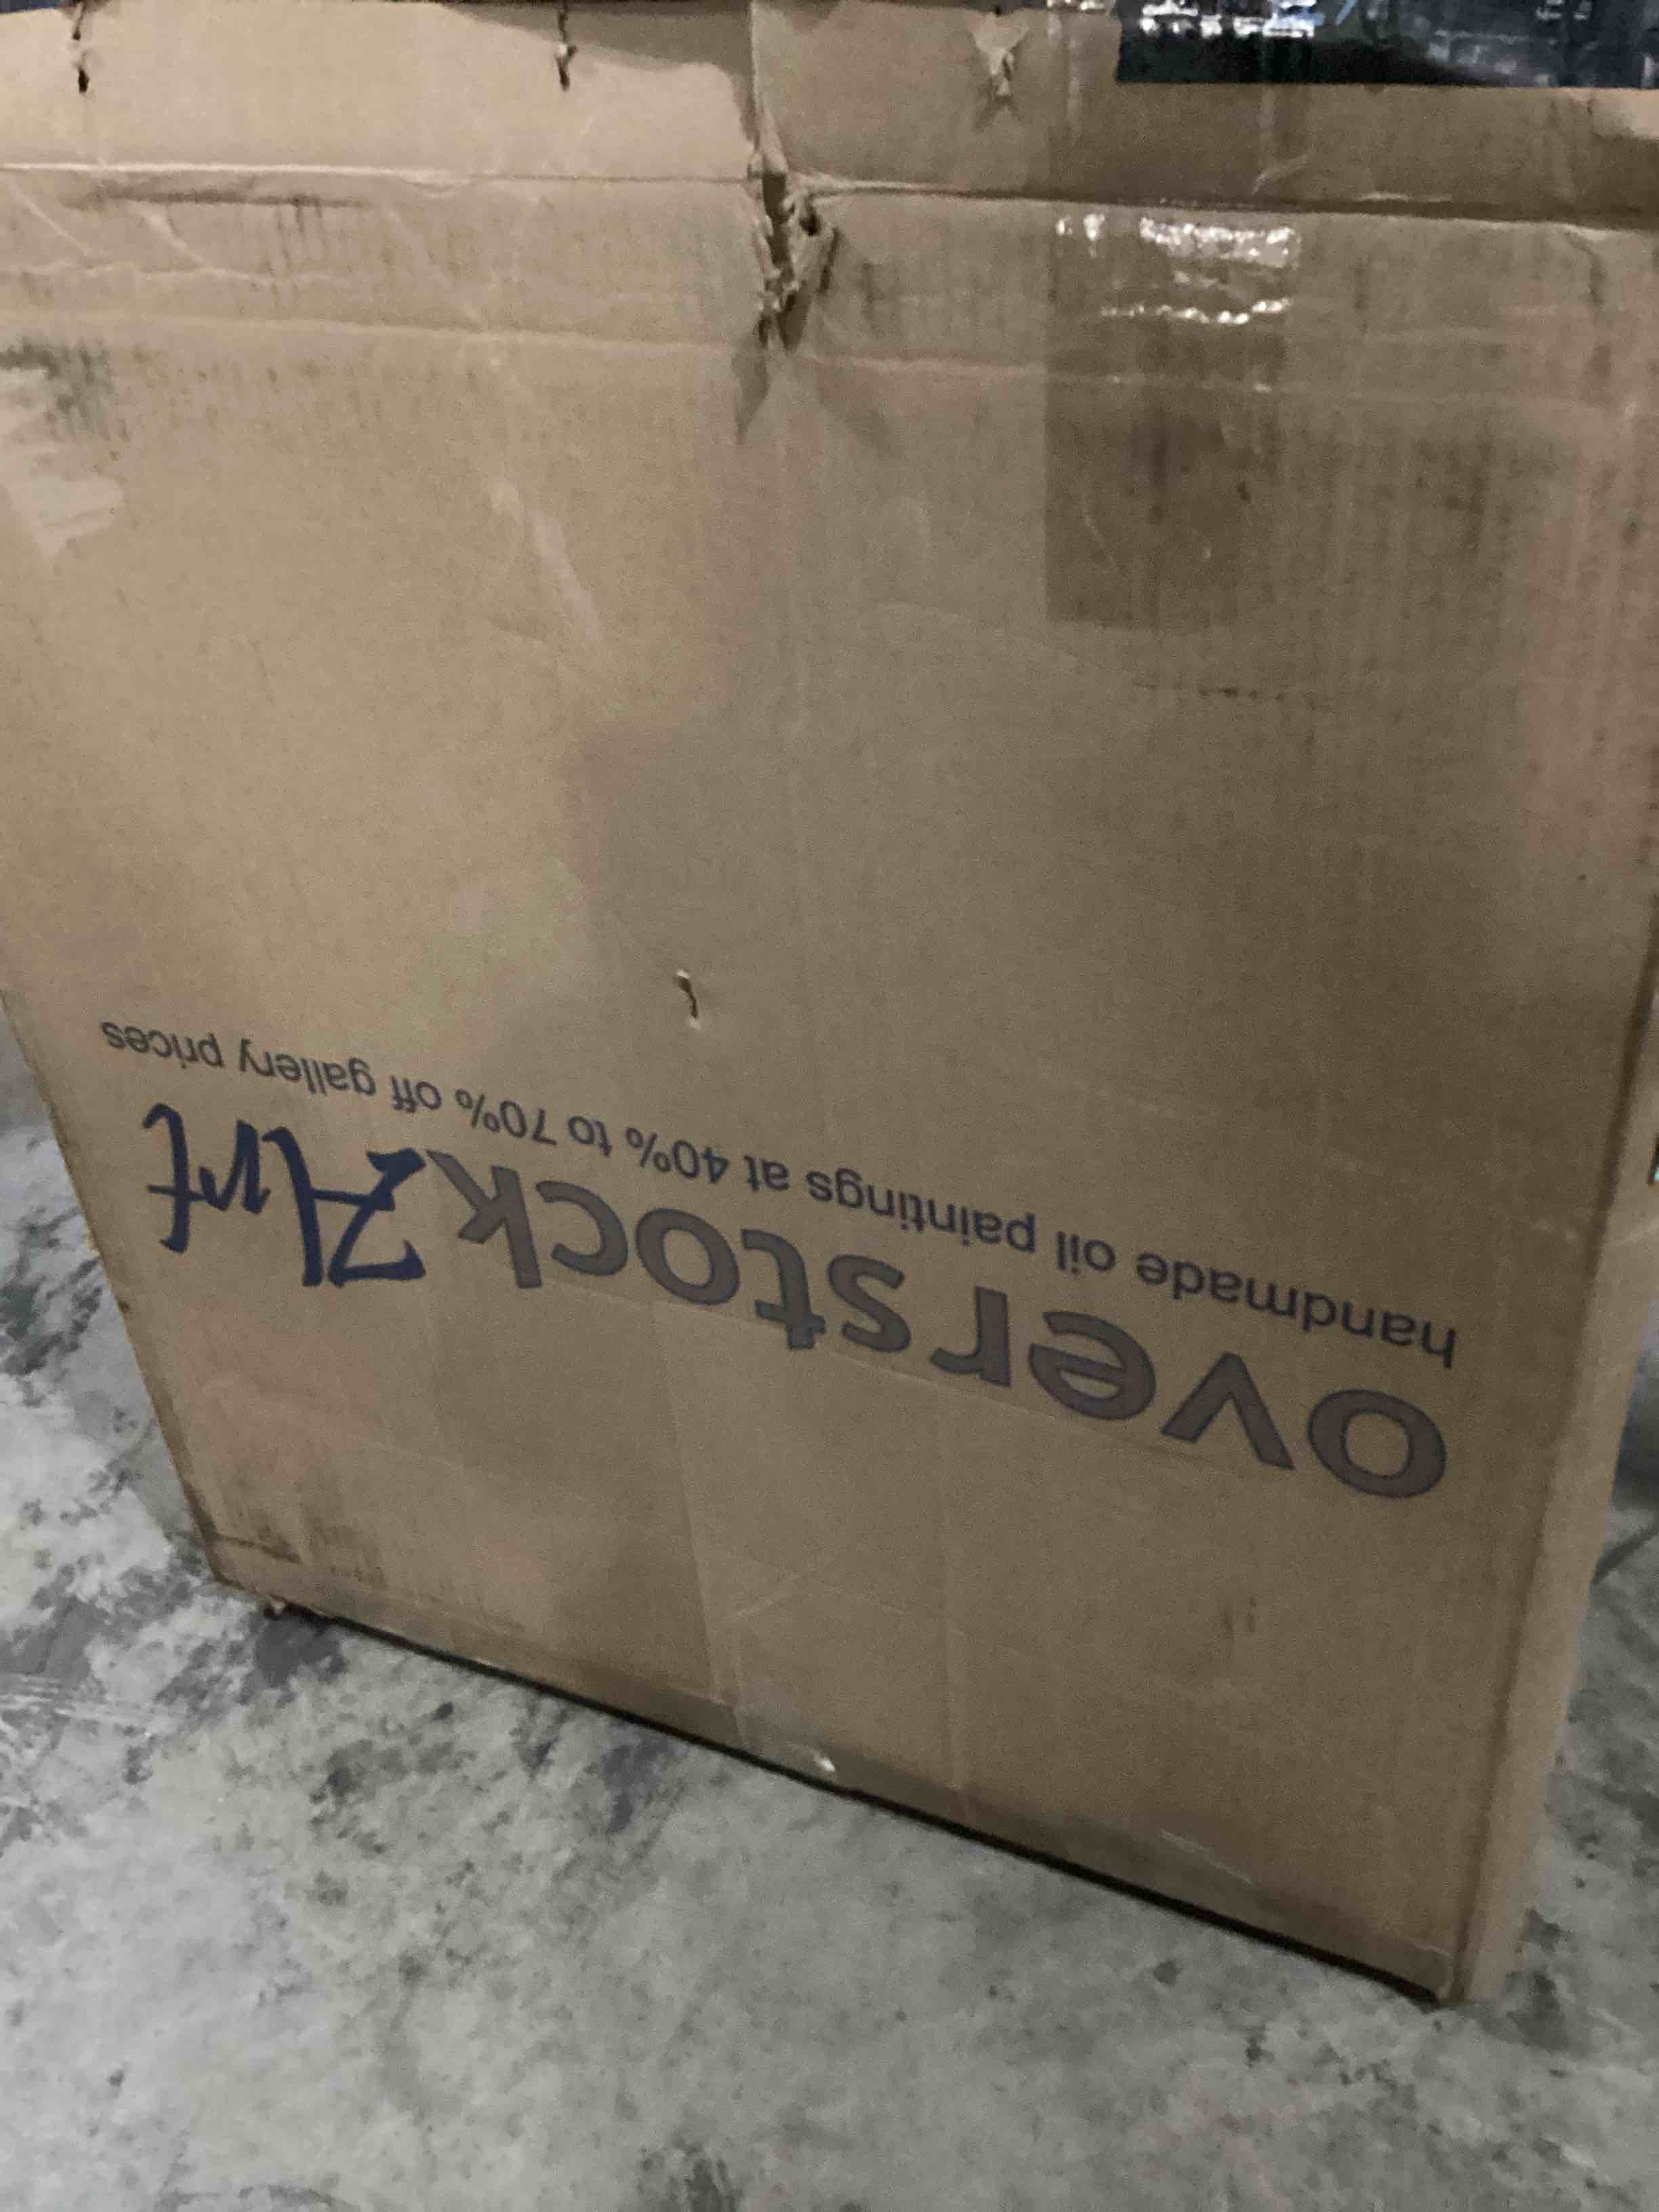 overstockArt
handmade oil paintings at 40% to 70% off gallery prices